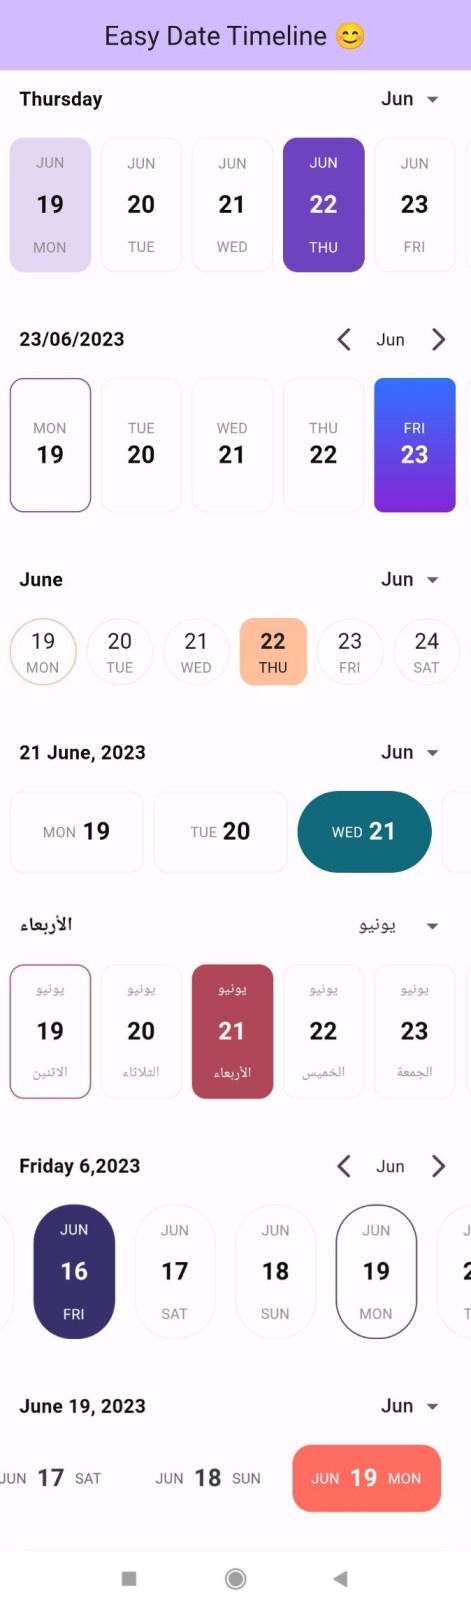 Easy Date Timeline 😊
Thursday Jun
JUN JUN JUN JUN JUN
19 20 21 22 23
MON TUE WED THU FRI
23/06/2023 Jun
MON TUE WED THU FRI
19 20 21 22 23
June Jun
19 20 21 22 23 24
MON TUE WED THU FRI SAT
21 June, 2023 Jun
MON 19 TUE 20 WED 21
الأربعاء يونيو
يونيو يونيو يونيو يونيو يونيو
19 20 21 22 23
الاثنين الثلاثاء الأربعاء الخميس الجمعة
Friday 6,2023 Jun
JUN JUN JUN JUN
16 17 18 19
FRI SAT SUN MON
June 19, 2023 Jun
JUN 17 SAT JUN 18 SUN JUN 19 MON